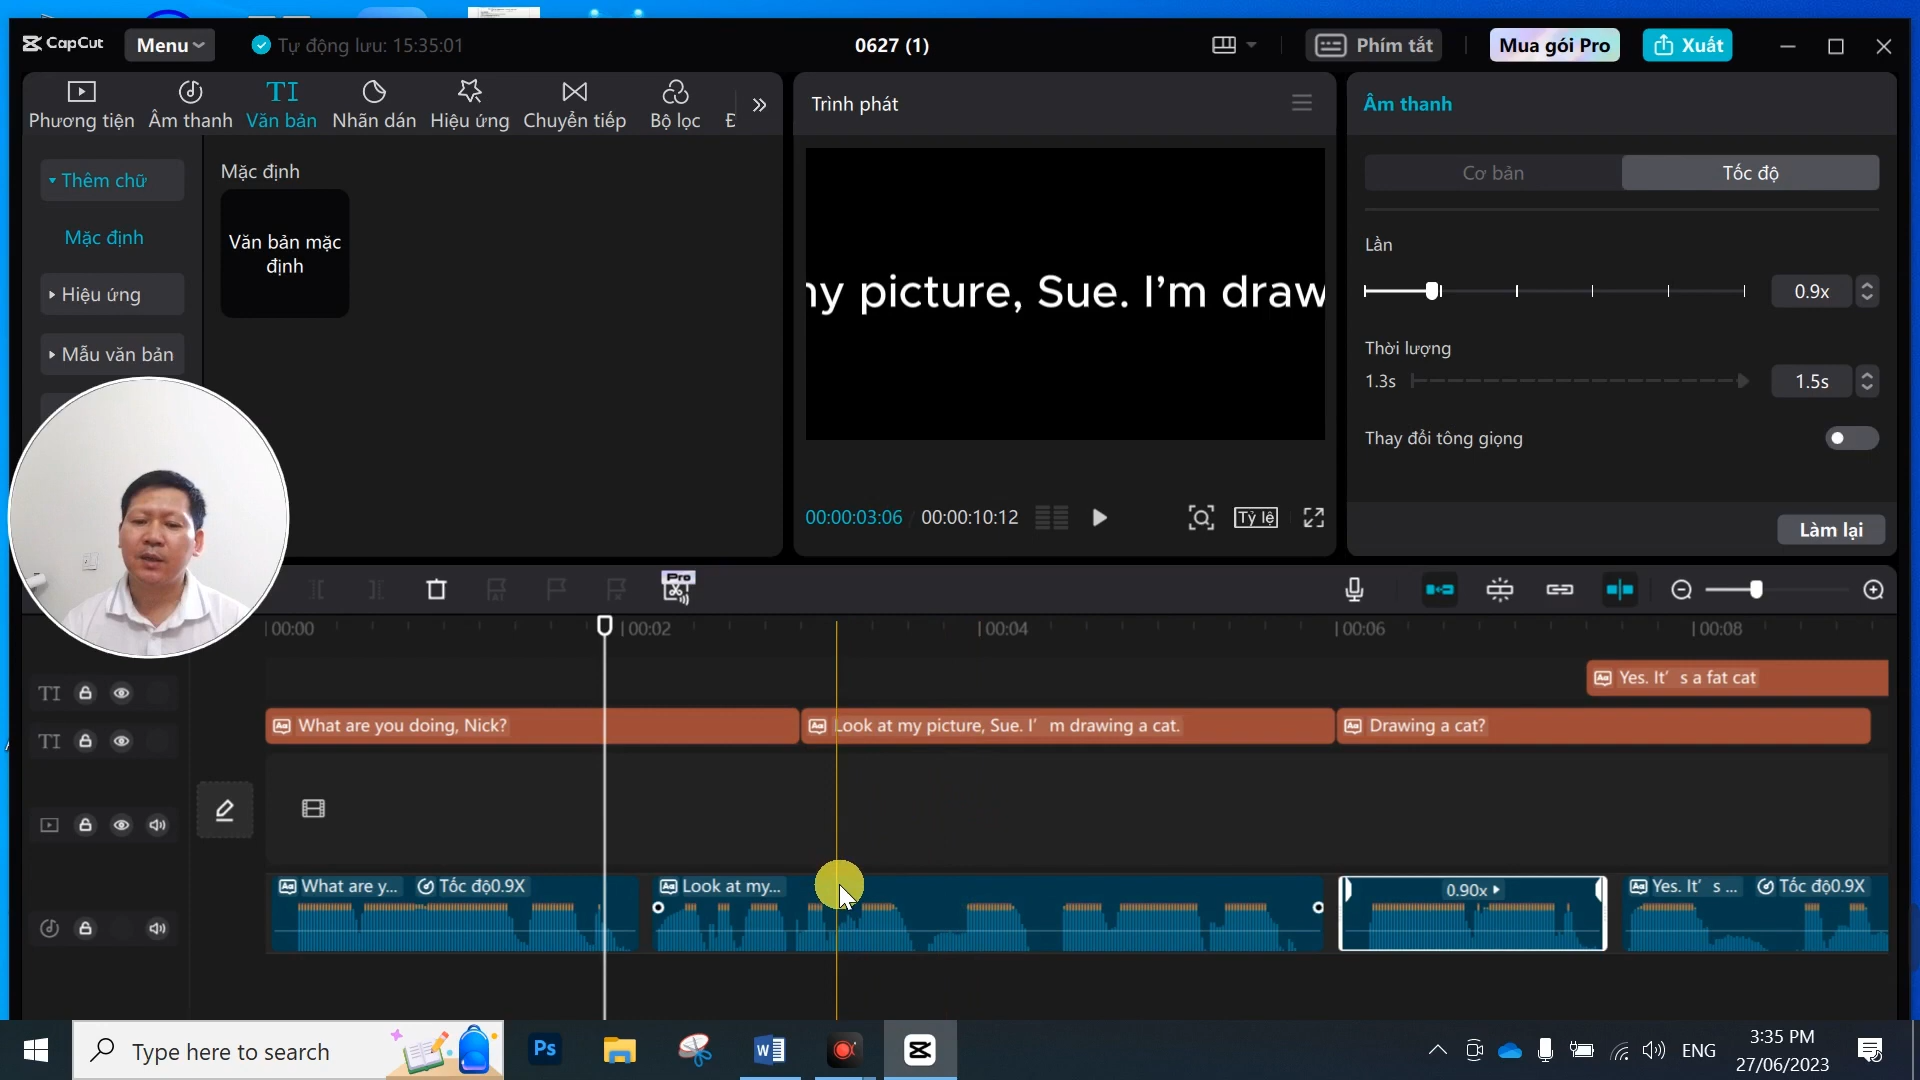 CapCut
Menu
Tự động lưu: 15:35:01
0627 (1)
Phím tắt
Mua gói Pro
Xuất
Phương tiện
Âm thanh
TI
Văn bản
Nhãn dán
Hiệu ứng
Chuyển tiếp
Bộ lọc
Trình phát
Âm thanh
Thêm chữ
Mặc định
Hiệu ứng
Mẫu văn bản
Mặc định
Văn bản mặc
định
my picture, Sue. I’m draw
00:00:03:06
00:00:10:12
Tỷ lệ
Cơ bản
Tốc độ
Lần
0.9x
Thời lượng
1.3s
1.5s
Thay đổi tông giọng
Làm lại
Pro
00:00
00:02
00:04
00:06
00:08
TI
Yes. It’s a fat cat
TI
What are you doing, Nick?
Look at my picture, Sue. I’m drawing a cat.
Drawing a cat?
What are y...
Tốc độ0.9X
Look at my...
0.90x
Yes. It’s ...
Tốc độ0.9X
Type here to search
Ps
W
ENG
3:35 PM
27/06/2023